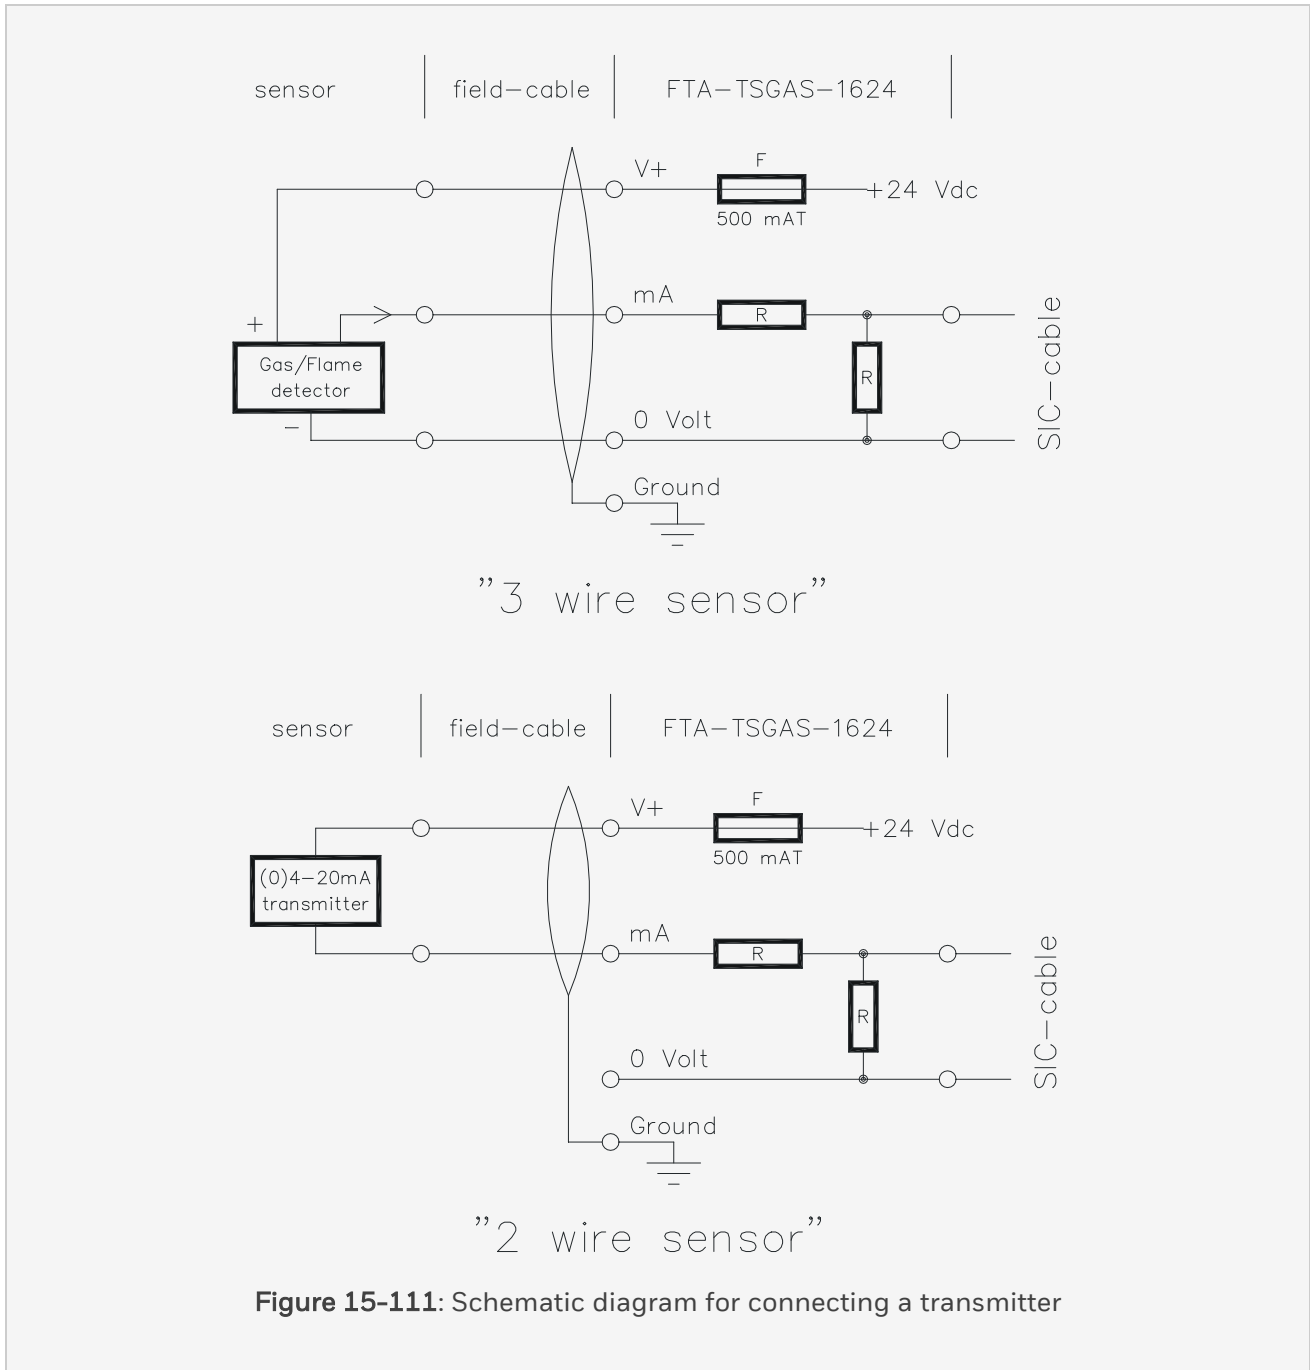 sensor field-cable FTA-TSGAS-1624
V+ F
+24 Vdc
500 mAT
mA
R
+
Gas/Flame
detector
R
SIC-cable
-
0 Volt
Ground
"3 wire sensor"
sensor field-cable FTA-TSGAS-1624
V+ F
+24 Vdc
500 mAT
(0)4-20mA
transmitter
mA
R
R
SIC-cable
0 Volt
Ground
"2 wire sensor"
Figure 15-111: Schematic diagram for connecting a transmitter